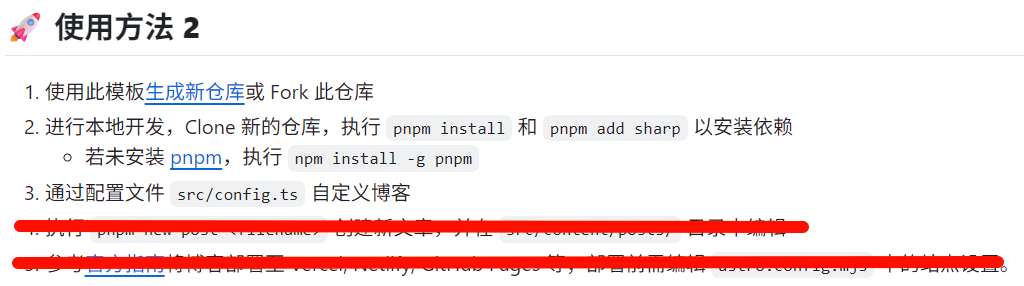 🚀 使用方法 2
1. 使用此模板生成新仓库或 Fork 此仓库
2. 进行本地开发，Clone 新的仓库，执行 pnpm install 和 pnpm add sharp 以安装依赖
○ 若未安装 pnpm，执行 npm install -g pnpm
3. 通过配置文件 src/config.ts 自定义博客
4. 执行 pnpm new-post <filename> 创建新文章，并在 src/content/posts/ 目录中编辑
5. 参考官方指南将博客部署至 Vercel, Netlify, GitHub Pages 等，部署前需编辑 astro.config.mjs 中的站点设置。